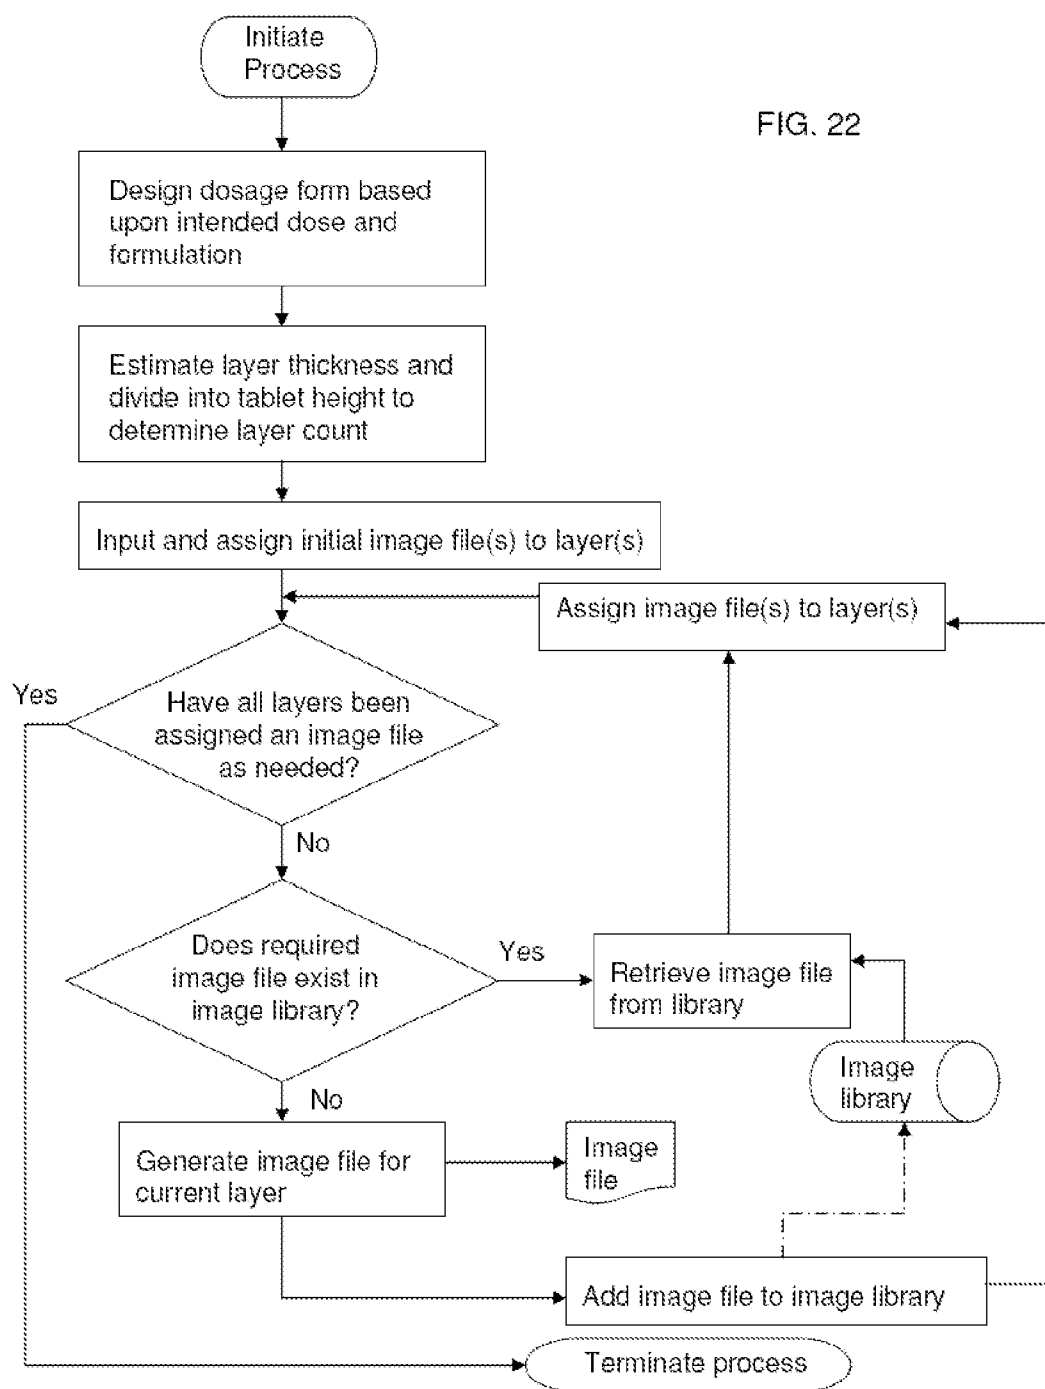 Initiate
Process
FIG. 22
Design dosage form based
upon intended dose and
formulation
Estimate layer thickness and
divide into tablet height to
determine layer count
Input and assign initial image file(s) to layer(s)
Assign image file(s) to layer(s)
Yes
Have all layers been
assigned an image file
as needed?
No
Does required
image file exist in
image library?
Yes
Retrieve image file
from library
Image
library
No
Generate image file for
current layer
Image
file
Add image file to image library
Terminate process